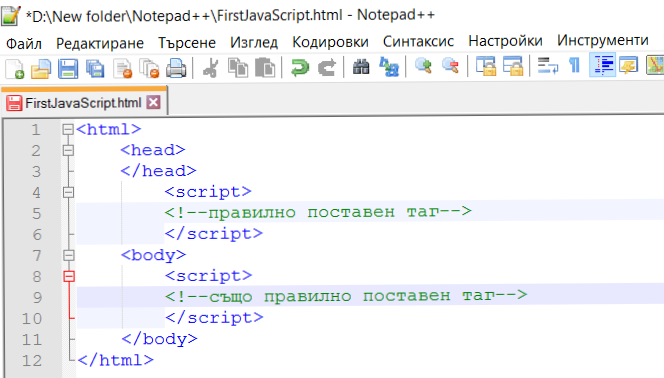 *D:\New folder\Notepad++\FirstJavaScript.html - Notepad++
Файл Редактиране Търсене Изглед Кодировки Синтаксис Настройки Инструменти
FirstJavaScript.html
1 <html>
2 <head>
3 </head>
4 <script>
5 <!--правилно поставен таг-->
6 </script>
7 <body>
8 <script>
9 <!--също правилно поставен таг-->
10 </script>
11 </body>
12 </html>